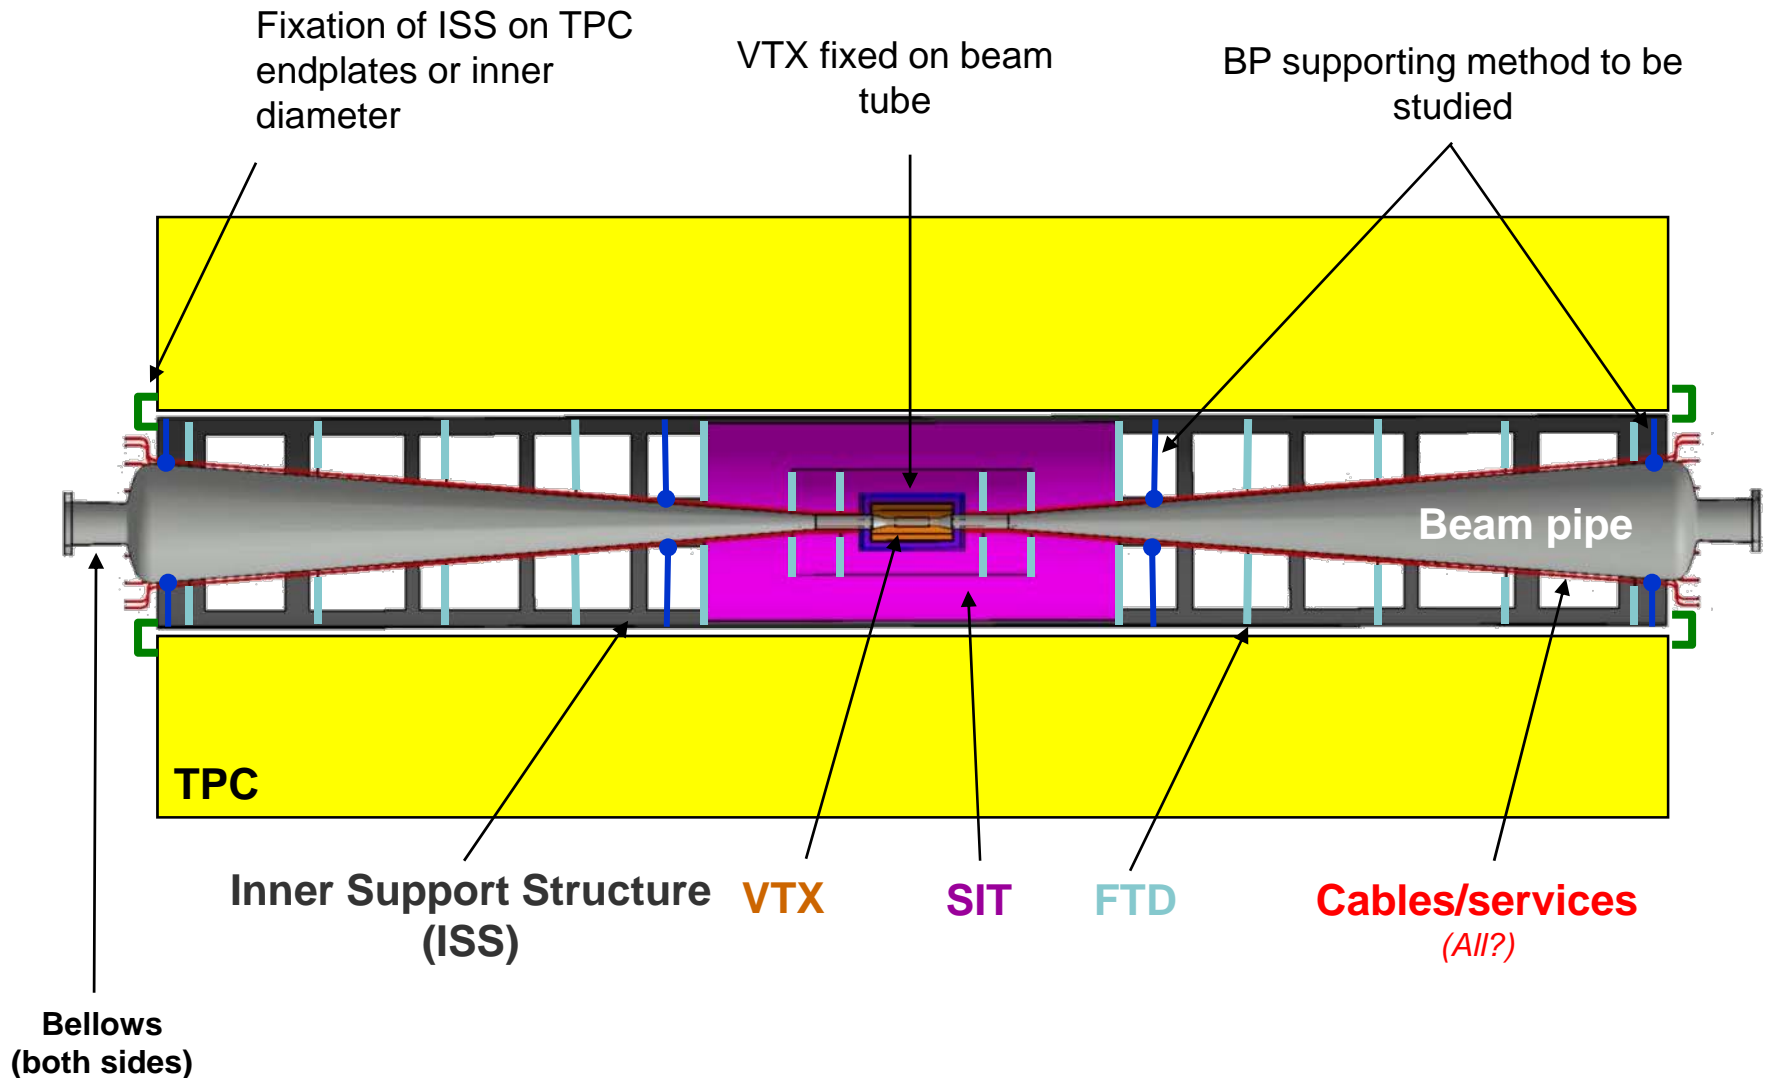 Fixation of ISS on TPC
endplates or inner
diameter
VTX fixed on beam
tube
BP supporting method to be
studied
Beam pipe
TPC
Inner Support Structure
(ISS)
VTX
SIT
FTD
Cables/services
(All?)
Bellows
(both sides)